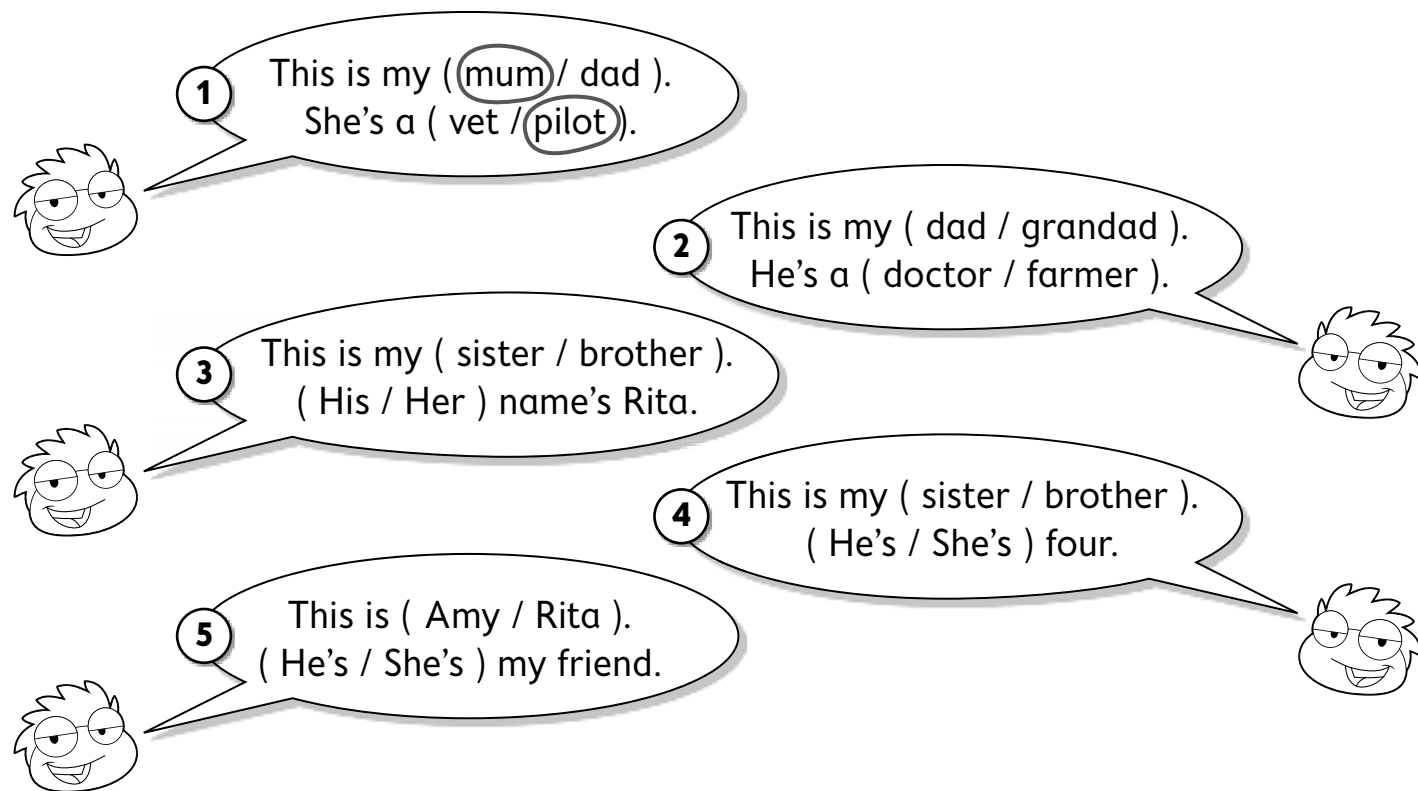 1
This is my ( mum / dad ).
She's a ( vet / pilot ).
2
This is my ( dad / grandad ).
He's a ( doctor / farmer ).
3
This is my ( sister / brother ).
( His / Her ) name's Rita.
4
This is my ( sister / brother ).
( He's / She's ) four.
5
This is ( Amy / Rita ).
( He's / She's ) my friend.